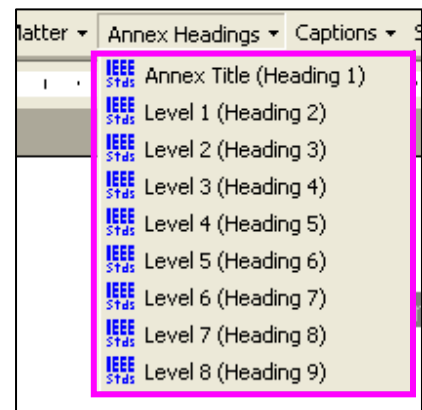 latter ▾ Annex Headings ▾ Captions ▾ S
IEEE Stds Annex Title (Heading 1)
IEEE Stds Level 1 (Heading 2)
IEEE Stds Level 2 (Heading 3)
IEEE Stds Level 3 (Heading 4)
IEEE Stds Level 4 (Heading 5)
IEEE Stds Level 5 (Heading 6)
IEEE Stds Level 6 (Heading 7)
IEEE Stds Level 7 (Heading 8)
IEEE Stds Level 8 (Heading 9)